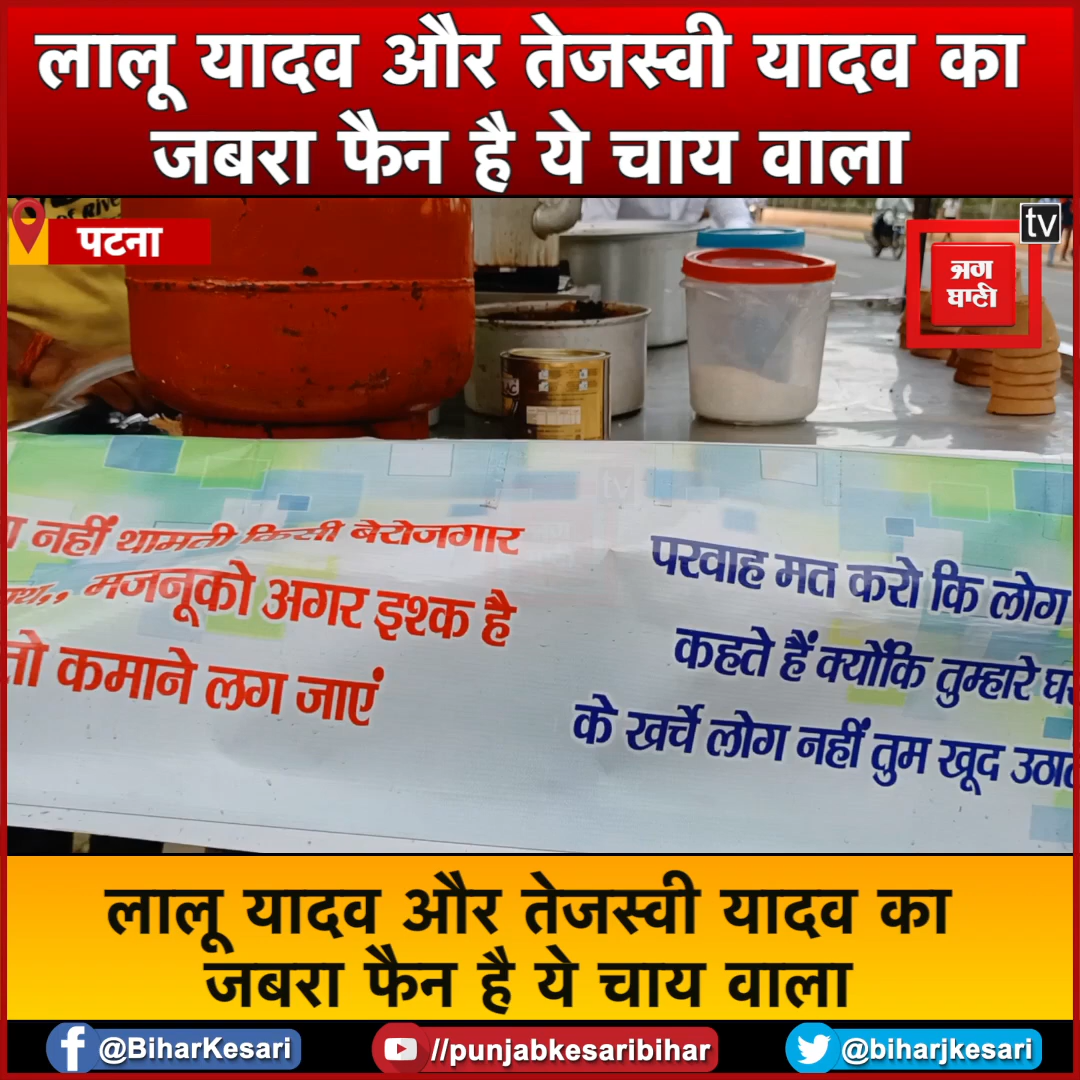 लालू यादव और तेजस्वी यादव का
जबरा फैन है ये चाय वाला
पटना
tv
जग
बाणी
नहीं थामती किसी बेरोजगार
मजनूको अगर इश्क है
तो कमाने लग जाएं
परवाह मत करो कि लोग
कहते हैं क्योंकि तुम्हारे
के खर्चे लोग नहीं तुम खूद
लालू यादव और तेजस्वी यादव का
जबरा फैन है ये चाय वाला
@BiharKesari
//punjabkesaribihar
@biharjkesari